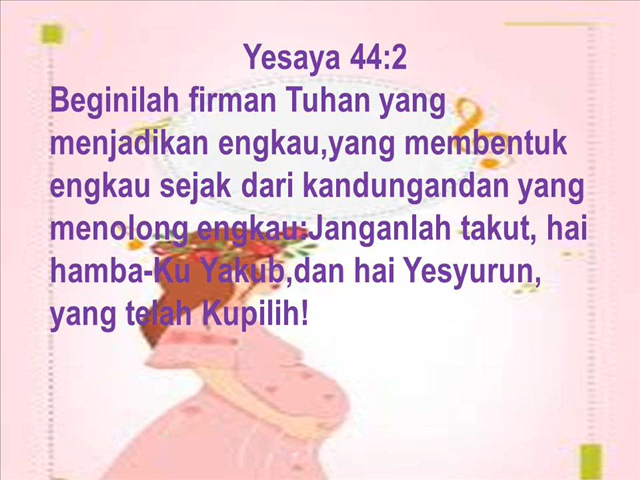 Yesaya 44:2
Beginilah firman Tuhan yang
menjadikan engkau,yang membentuk
engkau sejak dari kandungandan yang
menolong engkau:Janganlah takut, hai
hamba-Ku Yakub,dan hai Yesyurun,
yang telah Kupilih!